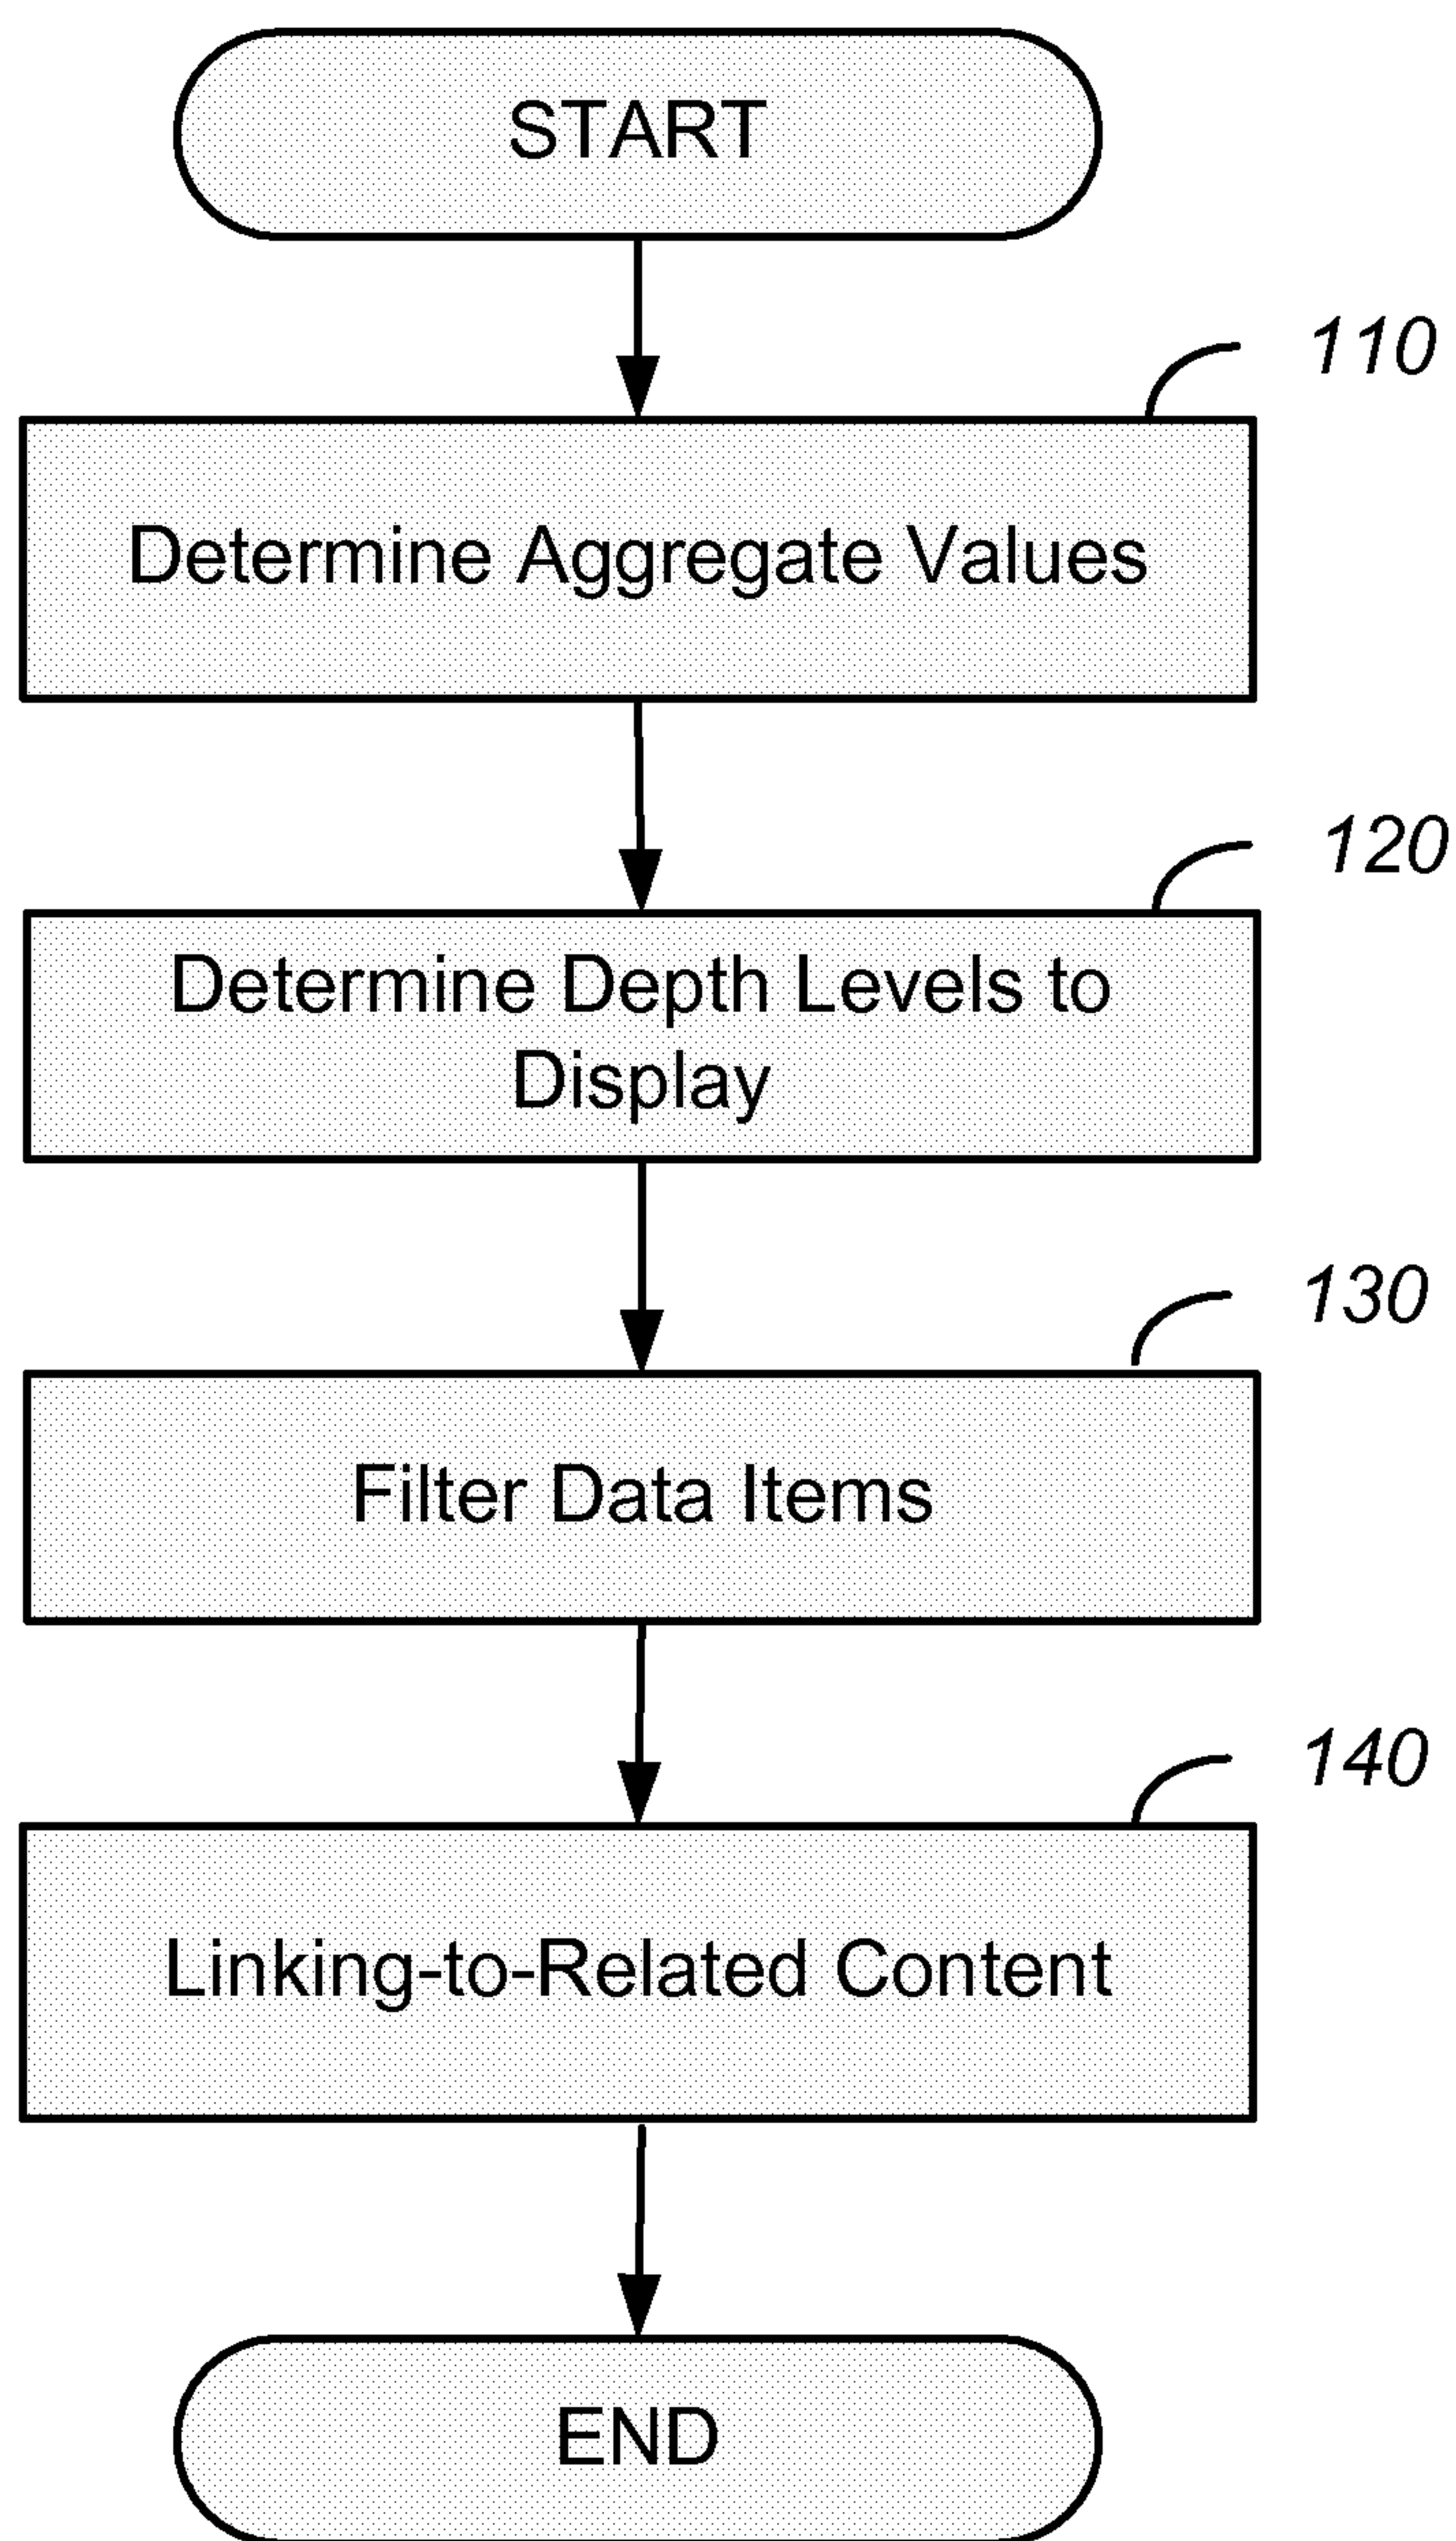 START
110
Determine Aggregate Values
120
Determine Depth Levels to
Display
130
Filter Data Items
140
Linking-to-Related Content
END